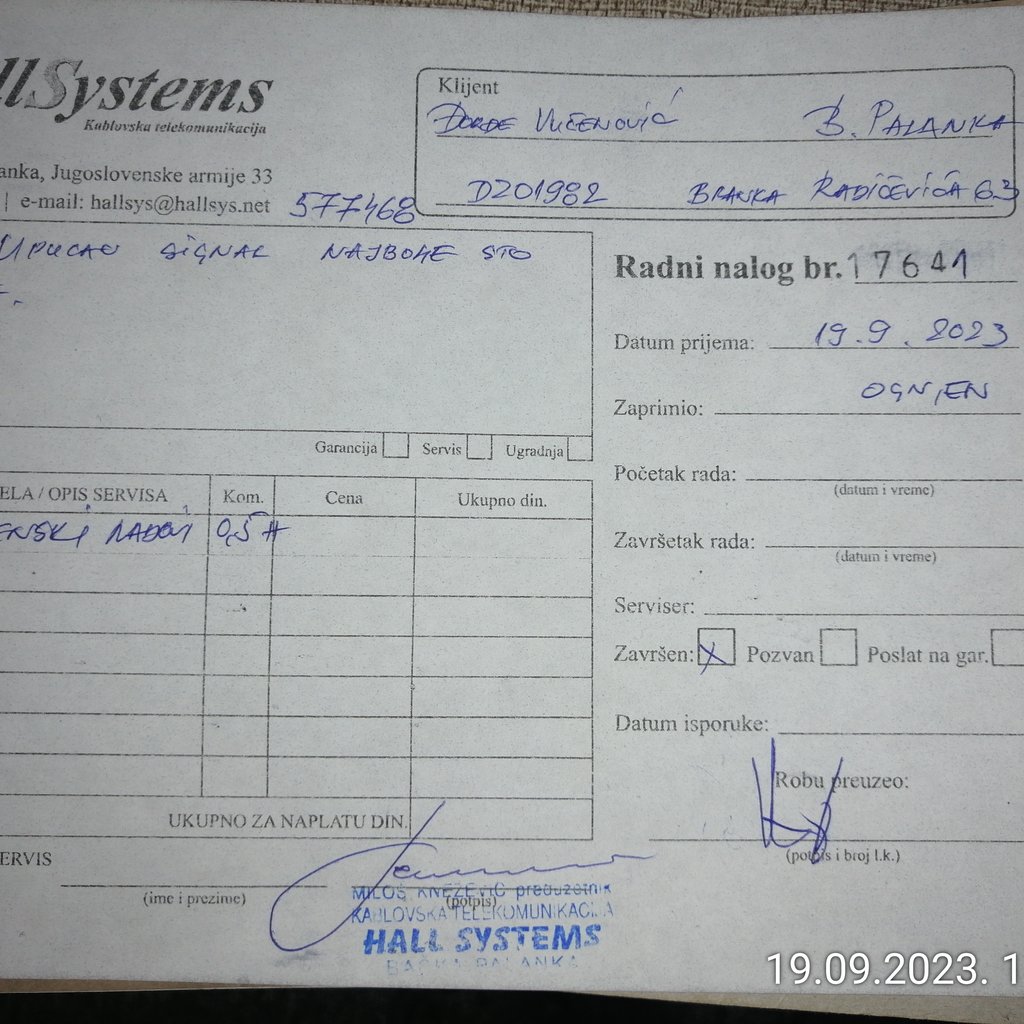 llSystems
Kablovska telekomunikacija
anka, Jugoslovenske armije 33
| e-mail: hallsys@hallsys.net
577468
Klijent
ĐORĐE VUČENOVIĆ B. PALANKA
D201982 BRANKA RADIČEVIĆA 63
UPUCAO SIGNAL NAJBOLJE STO
Radni nalog br. 17641
Datum prijema: 19.9.2023
Zaprimio: OGNJEN
Početak rada:
(datum i vreme)
Završetak rada:
(datum i vreme)
Serviser:
Završen: X Pozvan Poslat na gar.
Datum isporuke:
Robu preuzeo:
(potpis i broj l.k.)
Garancija Servis Ugradnja
ELA / OPIS SERVISA Kom. Cena Ukupno din.
ENSKI RADOVI 0,5 H
UKUPNO ZA NAPLATU DIN.
ERVIS
(ime i prezime) (potpis)
MILOŠ KNEŽEVIĆ preduzetnik
KABLOVSKA TELEKOMUNIKACIJA
HALL SYSTEMS
BAČKA PALANKA
19.09.2023. 1